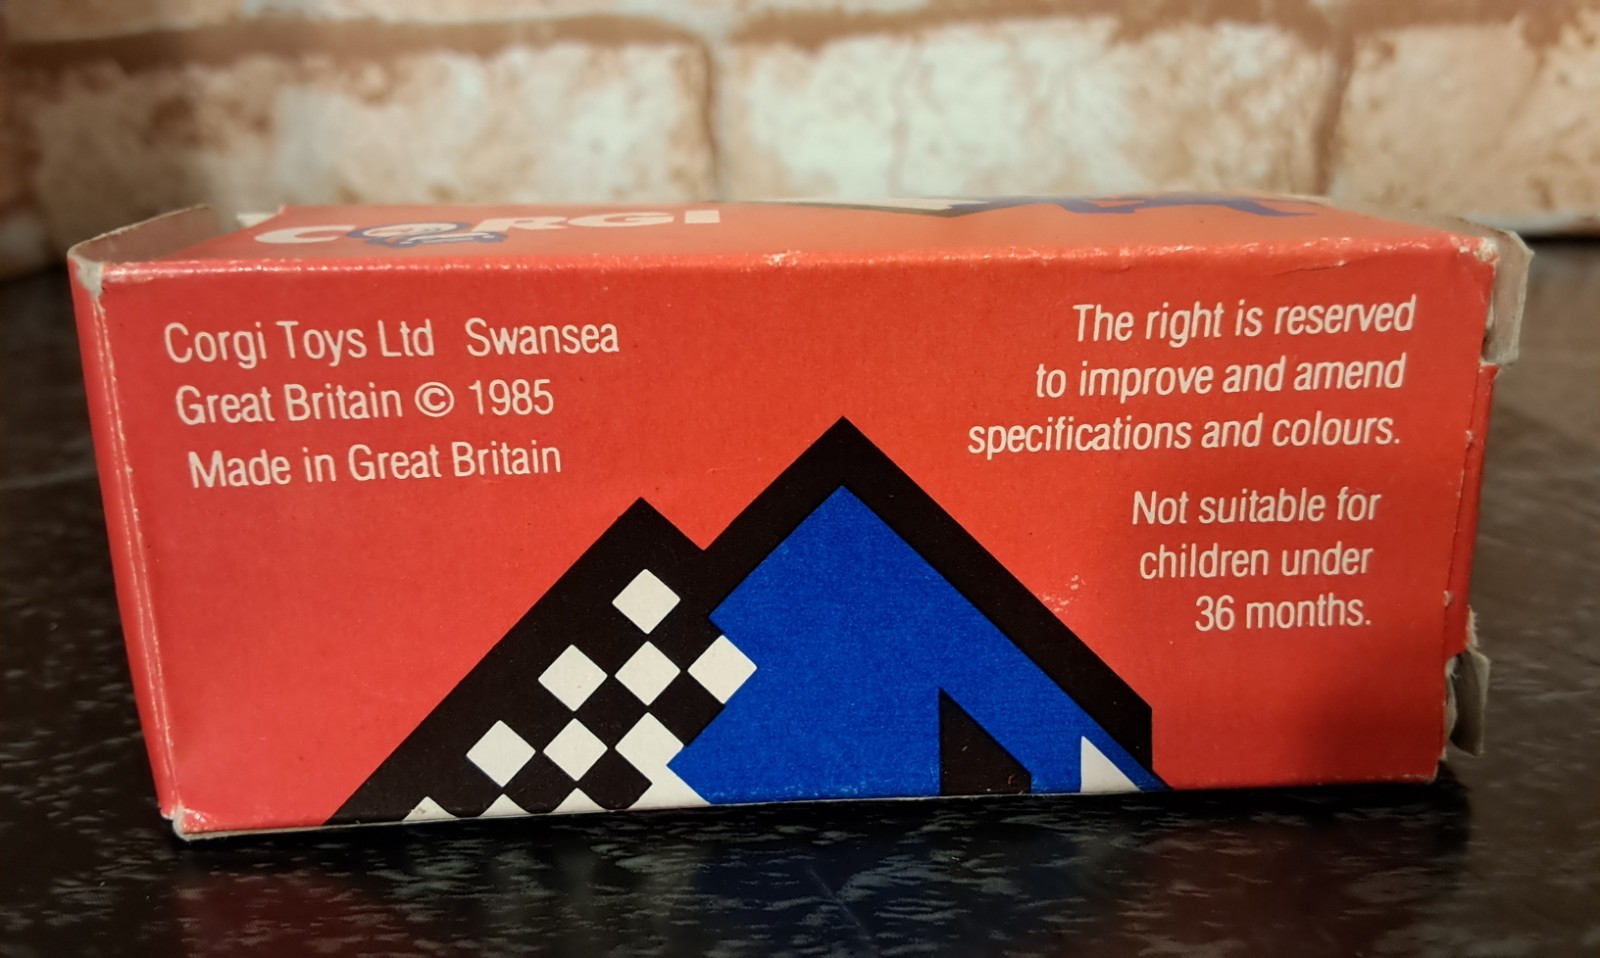 CORGI
Corgi Toys Ltd Swansea
Great Britain © 1985
Made in Great Britain
The right is reserved
to improve and amend
specifications and colours.
Not suitable for
children under
36 months.